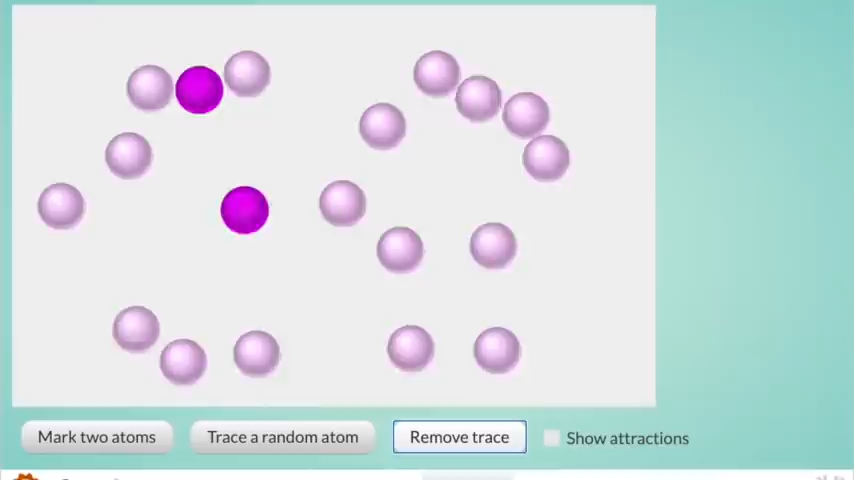 Mark two atoms
Trace a random atom
Remove trace
Show attractions